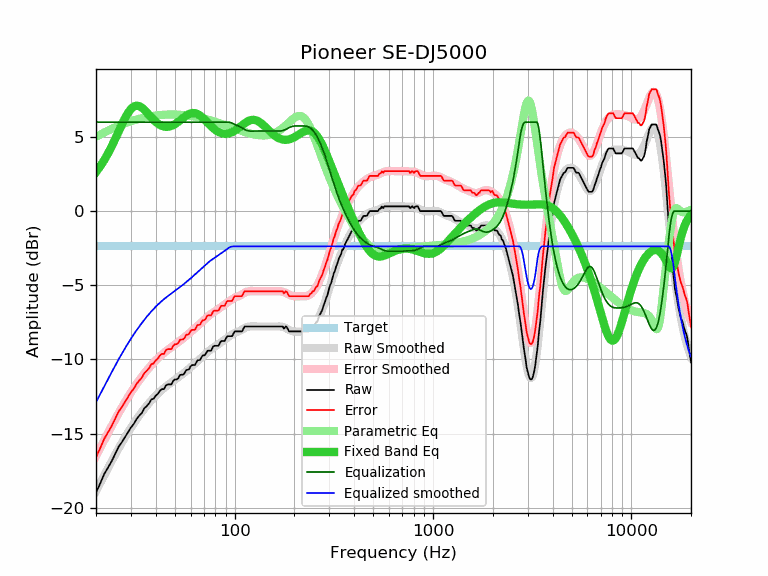 Pioneer SE-DJ5000
Amplitude (dBr)
5
0
−5
−10
−15
−20
Target
Raw Smoothed
Error Smoothed
Raw
Error
Parametric Eq
Fixed Band Eq
Equalization
Equalized smoothed
100
1000
10000
Frequency (Hz)